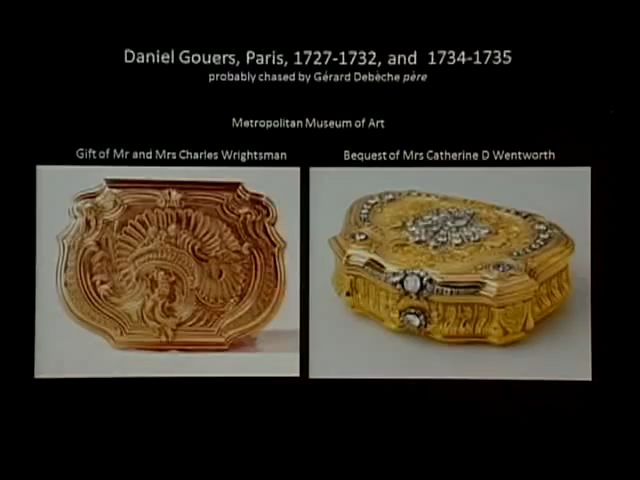 Daniel Gouers, Paris, 1727-1732, and 1734-1735
probably chased by Gérard Debèche père
Metropolitan Museum of Art
Gift of Mr and Mrs Charles Wrightsman
Bequest of Mrs Catherine D Wentworth